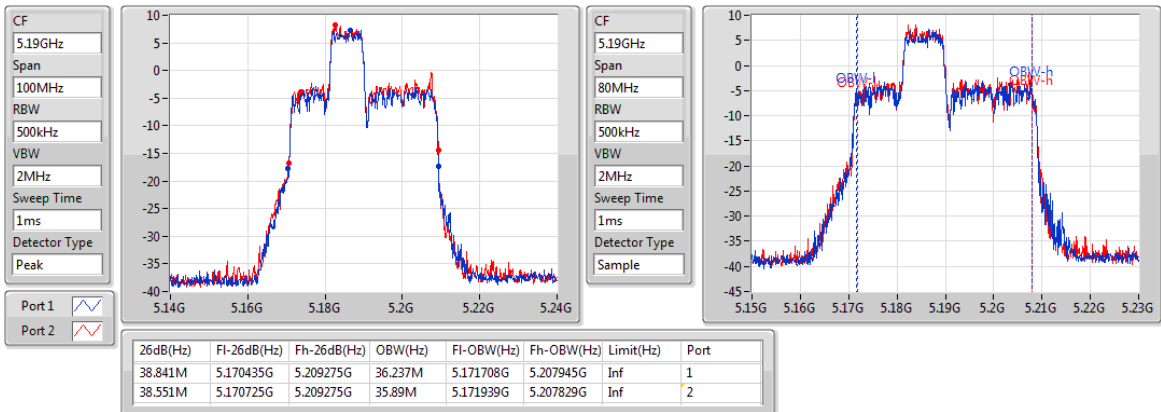 CF
5.19GHz
Span
100MHz
RBW
500kHz
VBW
2MHz
Sweep Time
1ms
Detector Type
Peak
Port 1
Port 2
10
5
0
-5
-10
-15
-20
-25
-30
-35
-40
5.14G 5.16G 5.18G 5.2G 5.22G 5.24G
CF
5.19GHz
Span
80MHz
RBW
500kHz
VBW
2MHz
Sweep Time
1ms
Detector Type
Sample
10
5
0
-5
-10
-15
-20
-25
-30
-35
-40
-45
OBW-l
OBW-l
OBW-h
OBW-h
5.15G 5.16G 5.17G 5.18G 5.19G 5.2G 5.21G 5.22G 5.23G
26dB(Hz) Fl-26dB(Hz) Fh-26dB(Hz) OBW(Hz) Fl-OBW(Hz) Fh-OBW(Hz) Limit(Hz) Port
38.841M 5.170435G 5.209275G 36.237M 5.171708G 5.207945G Inf 1
38.551M 5.170725G 5.209275G 35.89M 5.171939G 5.207829G Inf 2